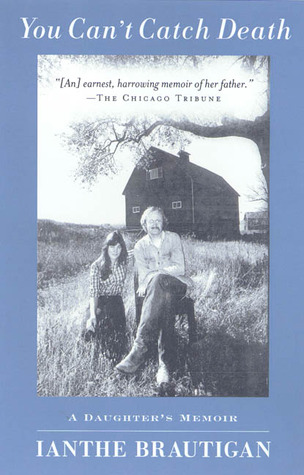 You Can't Catch Death
"[An] earnest, harrowing memoir of her father."
—The Chicago Tribune
A Daughter's Memoir
Ianthe Brautigan